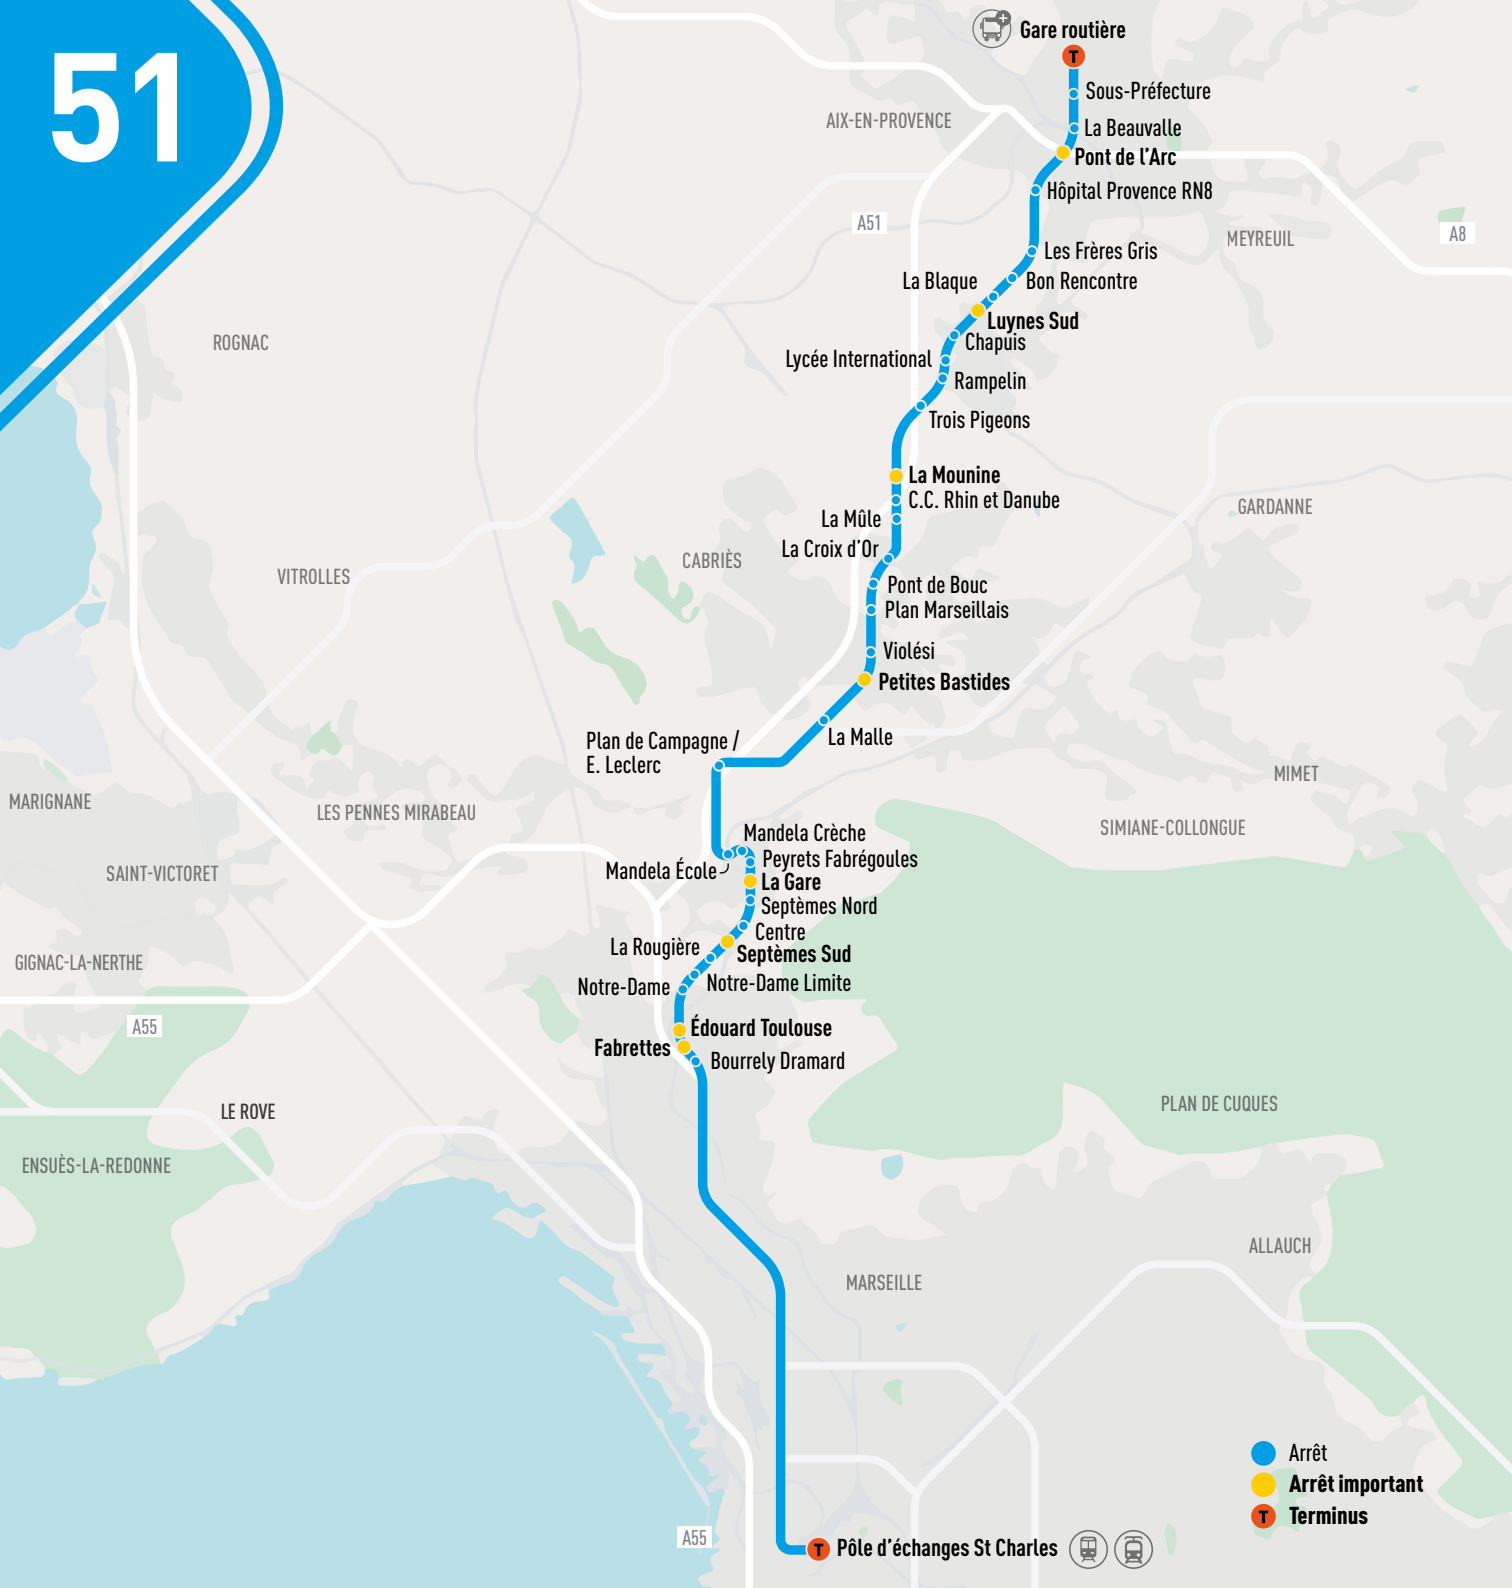 51
Gare routière
T
Sous-Préfecture
La Beauvalle
AIX-EN-PROVENCE
Pont de l'Arc
Hôpital Provence RN8
A51
A8
MEYREUIL
Les Frères Gris
La Blaque
Bon Rencontre
Luynes Sud
Chapuis
ROGNAC
Lycée International
Rampelin
Trois Pigeons
La Mounine
C.C. Rhin et Danube
GARDANNE
La Mûle
La Croix d'Or
CABRIÈS
VITROLLES
Pont de Bouc
Plan Marseillais
Violési
Petites Bastides
La Malle
Plan de Campagne /
E. Leclerc
MIMET
MARIGNANE
LES PENNES MIRABEAU
SIMIANE-COLLONGUE
Mandela Crèche
Peyrets Fabrégoules
Mandela École
SAINT-VICTORET
La Gare
Septèmes Nord
Centre
La Rougière
Septèmes Sud
GIGNAC-LA-NERTHE
Notre-Dame
Notre-Dame Limite
A55
Édouard Toulouse
Fabrettes
Bourrely Dramard
LE ROVE
PLAN DE CUQUES
ENSUÈS-LA-REDONNE
ALLAUCH
MARSEILLE
Arrêt
Arrêt important
T Terminus
A55
T Pôle d'échanges St Charles